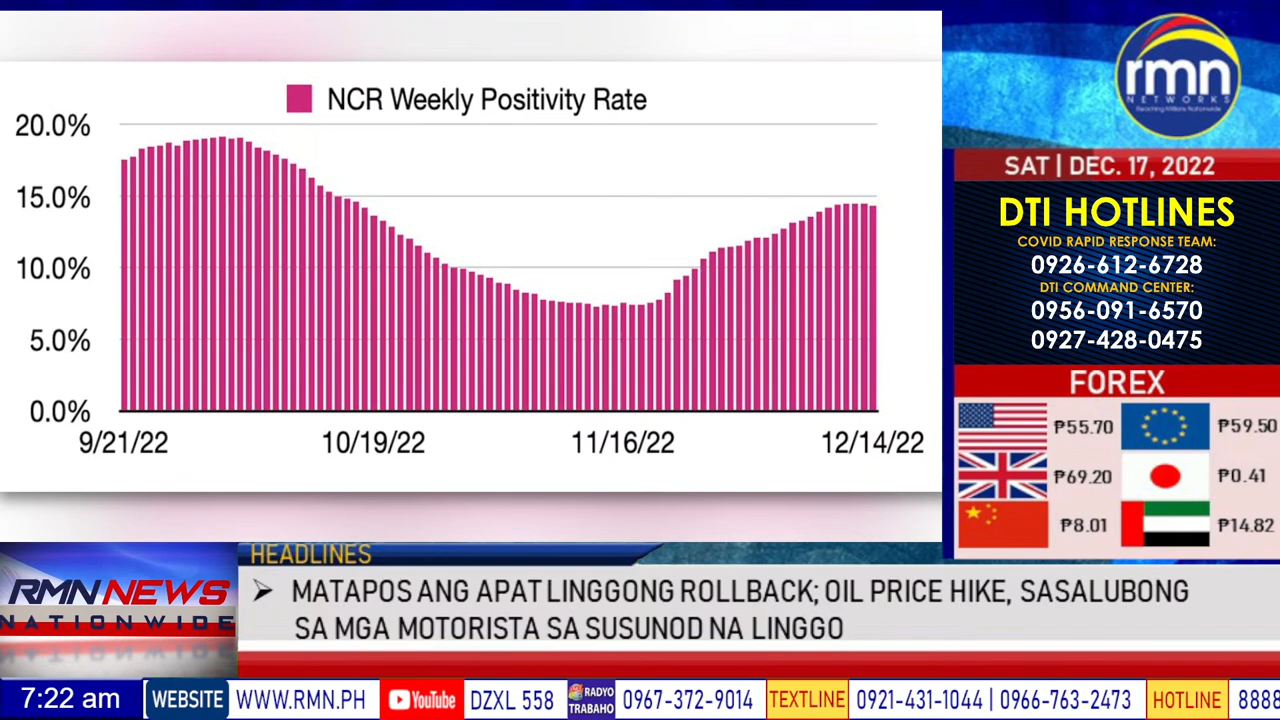 NCR Weekly Positivity Rate
20.0%
15.0%
10.0%
5.0%
0.0%
9/21/22
10/19/22
11/16/22
12/14/22
rmn
NETWORKS
Reaching Millions Nationwide
SAT | DEC. 17, 2022
DTI HOTLINES
COVID RAPID RESPONSE TEAM:
0926-612-6728
DTI COMMAND CENTER:
0956-091-6570
0927-428-0475
FOREX
₱55.70
₱59.50
₱69.20
₱0.41
₱8.01
₱14.82
RMN NEWS
NATIONWIDE
HEADLINES
➢ MATAPOS ANG APAT LINGGONG ROLLBACK; OIL PRICE HIKE, SASALUBONG
SA MGA MOTORISTA SA SUSUNOD NA LINGGO
7:22 am WEBSITE WWW.RMN.PH YouTube DZXL 558 RADYO TRABAHO 0967-372-9014 TEXTLINE 0921-431-1044 | 0966-763-2473 HOTLINE 8888